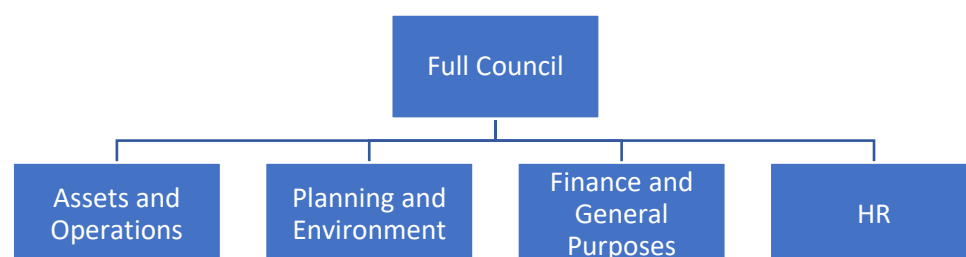 Full Council
Assets and
Operations
Planning and
Environment
Finance and
General
Purposes
HR